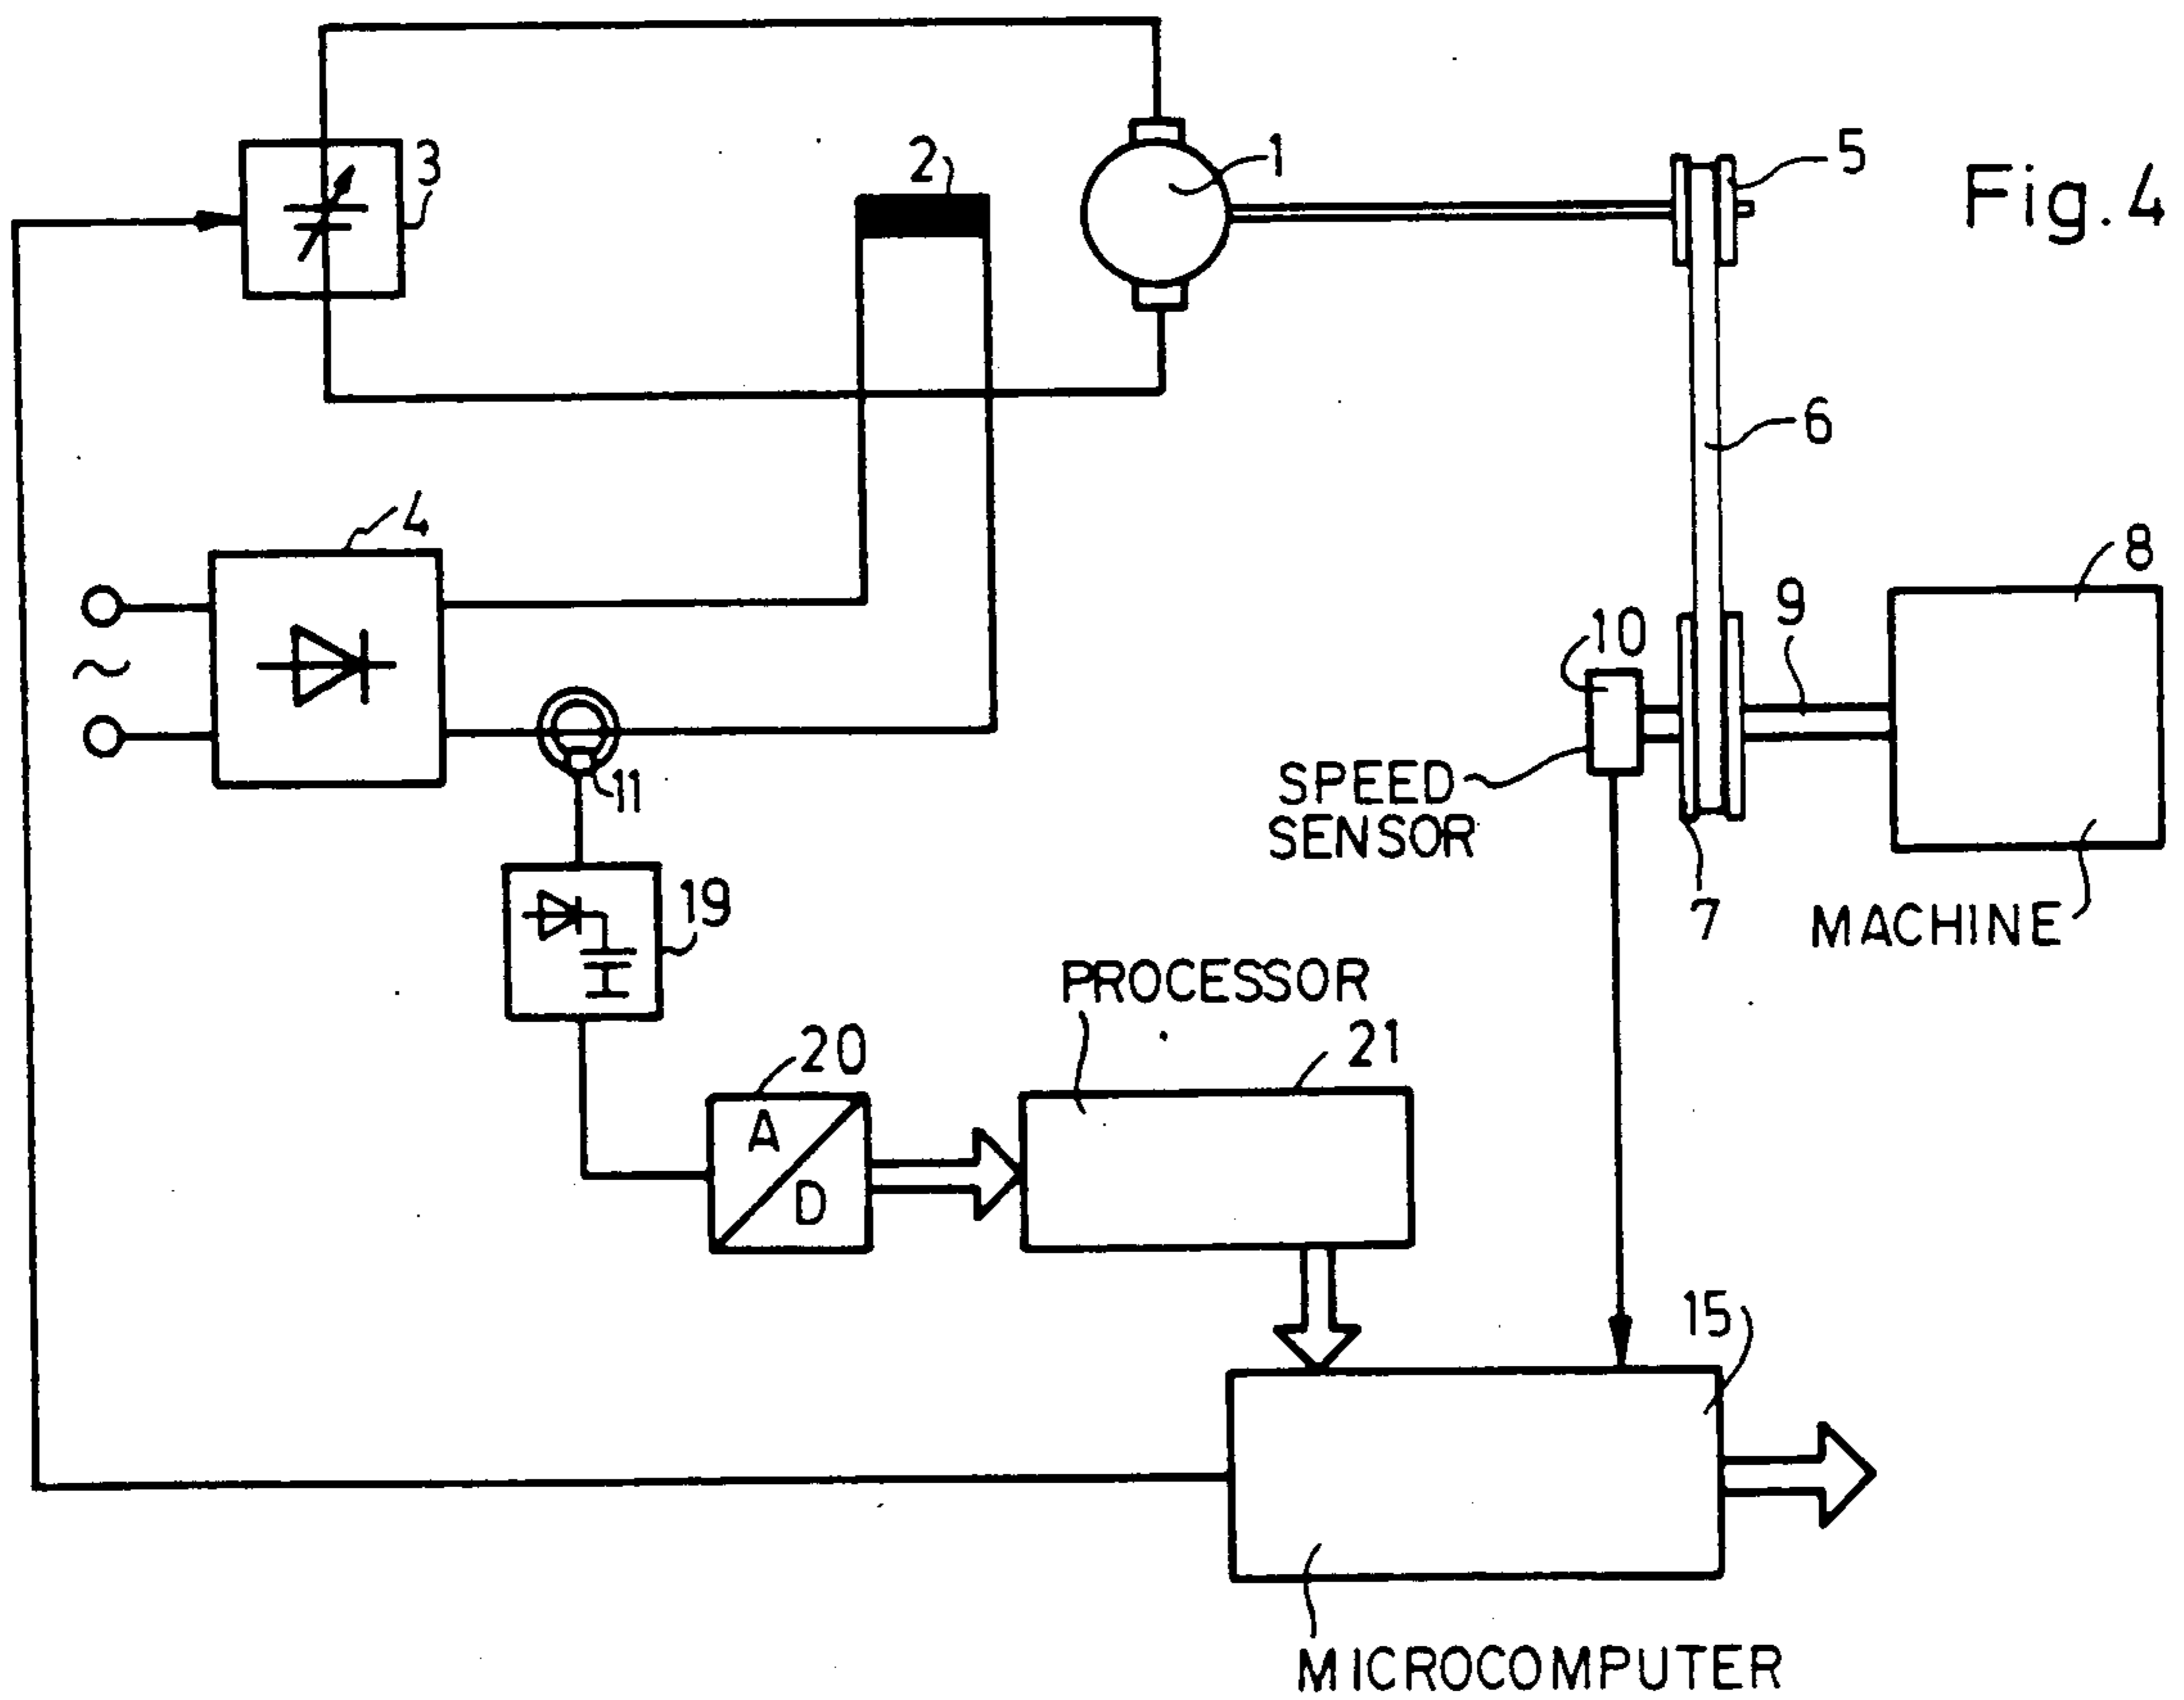 Fig. 4
1
2
3
4
5
6
7
8
9
10
11
SPEED
SENSOR
MACHINE
19
PROCESSOR
20
21
A
D
15
MICROCOMPUTER